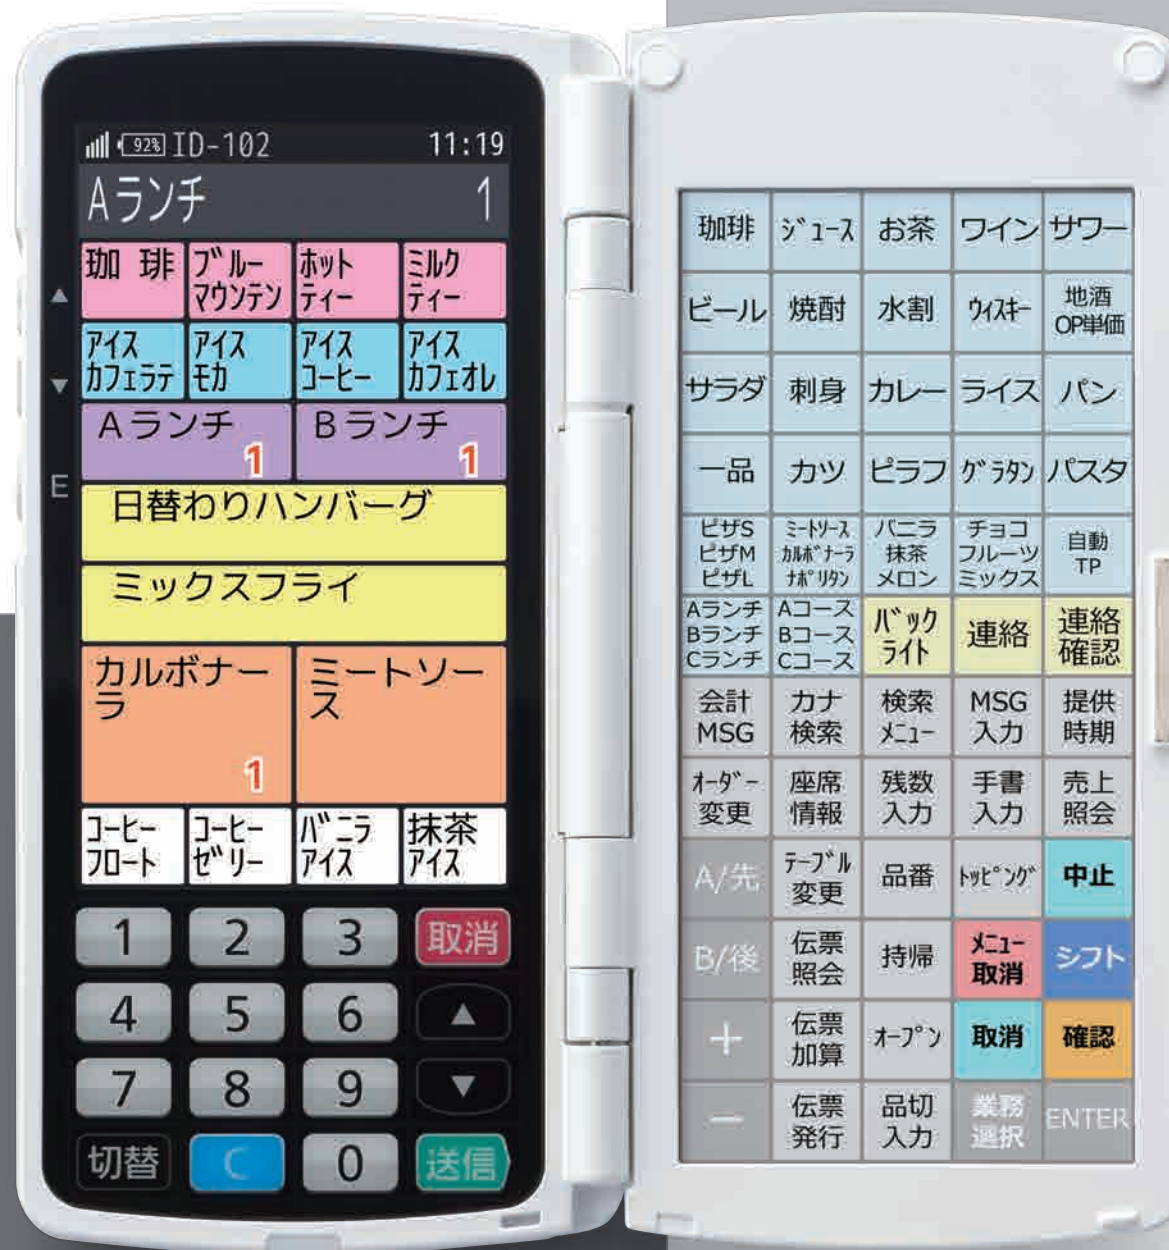 92% ID-102 11:19
Aランチ 1
珈 琲 ブルー ホット ミルク
マウンテン ティー ティー
アイス アイス アイス アイス
カフェラテ モカ コーヒー カフェオレ
Aランチ Bランチ
1 1
日替わりハンバーグ
ミックスフライ
カルボナー ミートソー
ラ ス
1
コーヒー コーヒー バニラ 抹茶
フロート ゼリー アイス アイス
E
1 2 3 取消
4 5 6 ▲
7 8 9 ▼
切替 C 0 送信
珈琲 ジュース お茶 ワイン サワー
ビール 焼酎 水割 ウィスキー 地酒
OP単価
サラダ 刺身 カレー ライス パン
一品 カツ ピラフ グラタン パスタ
ピザS ミートソース バニラ チョコ 自動
ピザM カルボナーラ 抹茶 フルーツ TP
ピザL ナポリタン メロン ミックス
Aランチ Aコース バック 連絡 連絡
Bランチ Bコース ライト 確認
Cランチ Cコース
会計 カナ 検索 MSG 提供
MSG 検索 メニュー 入力 時期
オーダー 座席 残数 手書 売上
変更 情報 入力 入力 照会
A/先 テーブル 品番 トッピング 中止
変更
B/後 伝票 持帰 メニュー シフト
照会 取消
+ 伝票 オープン 取消 確認
加算
− 伝票 品切 業務 ENTER
発行 入力 選択